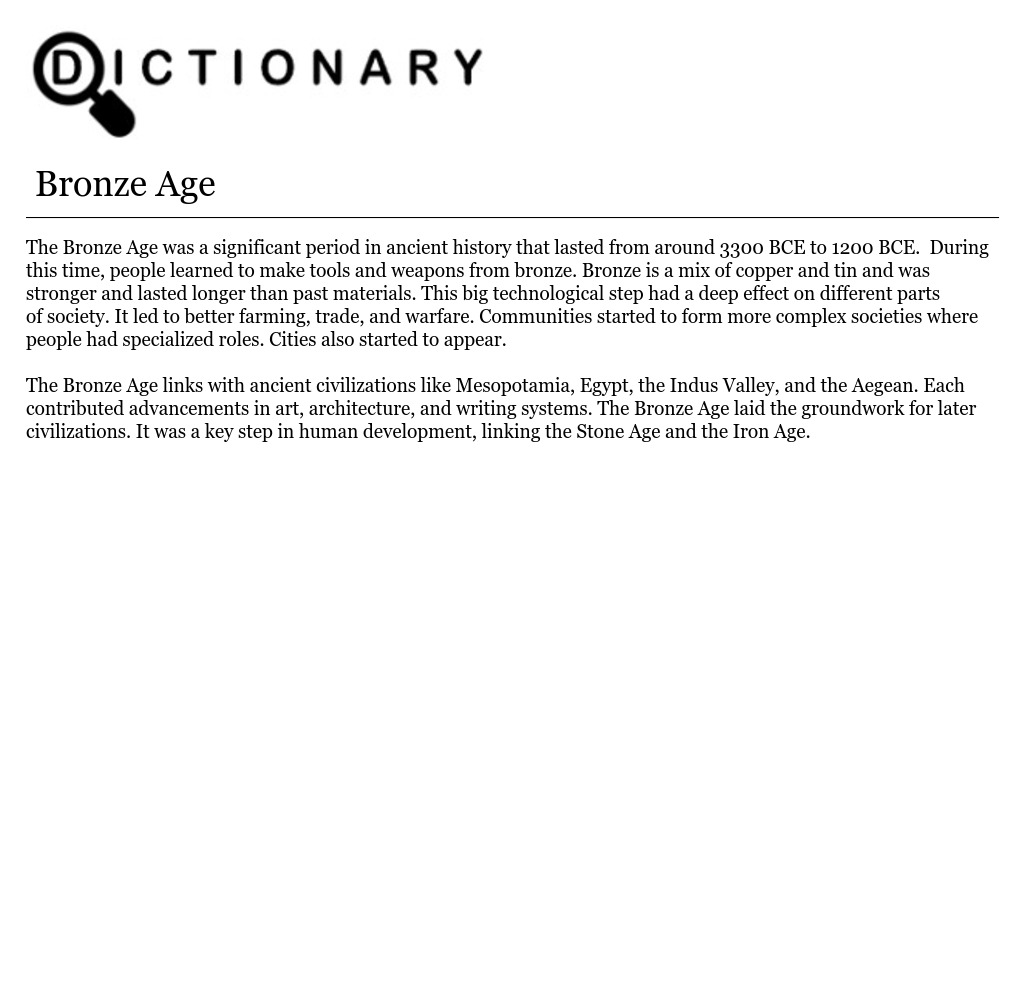 DICTIONARY
Bronze Age
The Bronze Age was a significant period in ancient history that lasted from around 3300 BCE to 1200 BCE.  During
this time, people learned to make tools and weapons from bronze. Bronze is a mix of copper and tin and was
stronger and lasted longer than past materials. This big technological step had a deep effect on different parts
of society. It led to better farming, trade, and warfare. Communities started to form more complex societies where
people had specialized roles. Cities also started to appear.
The Bronze Age links with ancient civilizations like Mesopotamia, Egypt, the Indus Valley, and the Aegean. Each
contributed advancements in art, architecture, and writing systems. The Bronze Age laid the groundwork for later
civilizations. It was a key step in human development, linking the Stone Age and the Iron Age.